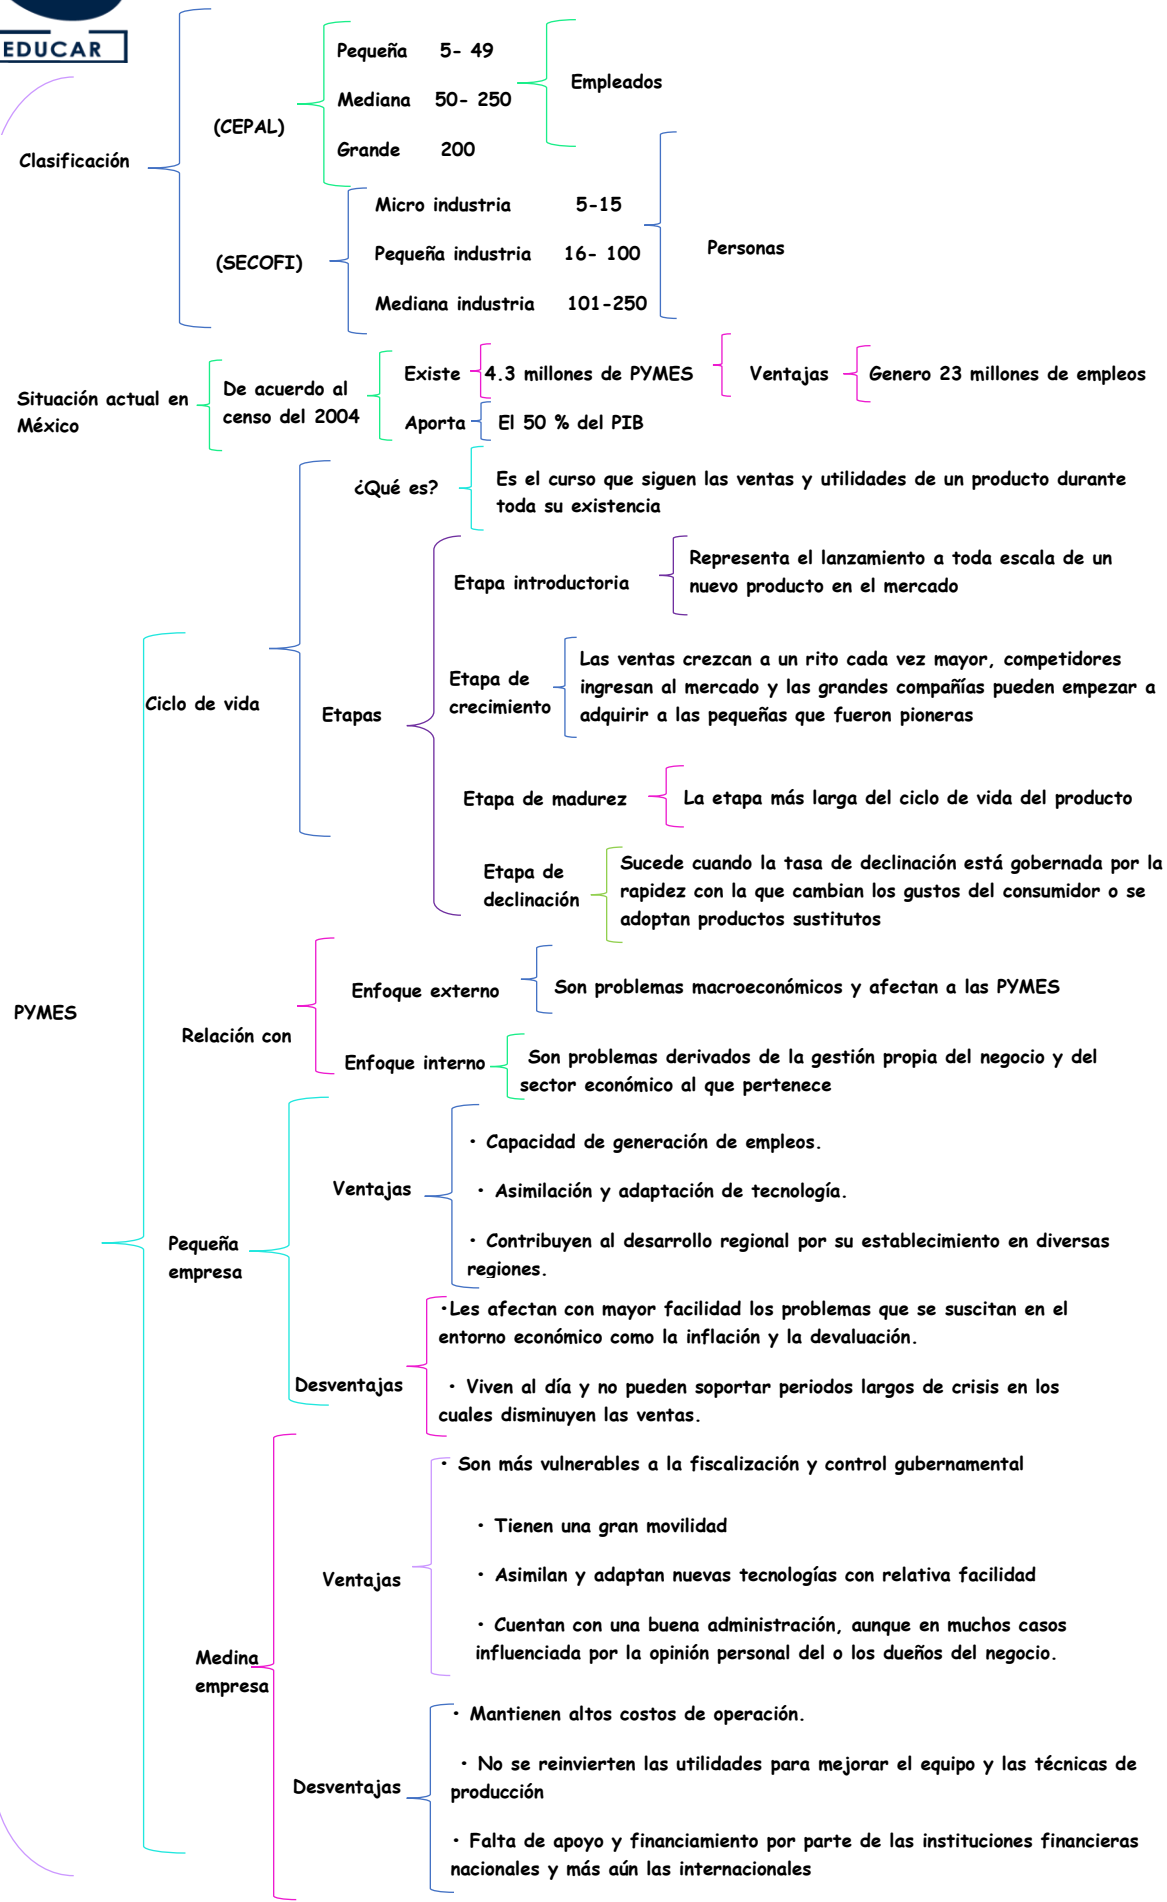 EDUCAR
Clasificación
(CEPAL)
Pequeña 5- 49
Mediana 50- 250
Grande 200
Empleados
(SECOFI)
Micro industria 5-15
Pequeña industria 16- 100
Mediana industria 101-250
Personas
Situación actual en
México
De acuerdo al
censo del 2004
Existe
4.3 millones de PYMES
Ventajas
Genero 23 millones de empleos
Aporta
El 50 % del PIB
PYMES
Ciclo de vida
¿Qué es?
Es el curso que siguen las ventas y utilidades de un producto durante
toda su existencia
Etapas
Etapa introductoria
Representa el lanzamiento a toda escala de un
nuevo producto en el mercado
Etapa de
crecimiento
Las ventas crezcan a un rito cada vez mayor, competidores
ingresan al mercado y las grandes compañías pueden empezar a
adquirir a las pequeñas que fueron pioneras
Etapa de madurez
La etapa más larga del ciclo de vida del producto
Etapa de
declinación
Sucede cuando la tasa de declinación está gobernada por la
rapidez con la que cambian los gustos del consumidor o se
adoptan productos sustitutos
Relación con
Enfoque externo
Son problemas macroeconómicos y afectan a las PYMES
Enfoque interno
Son problemas derivados de la gestión propia del negocio y del
sector económico al que pertenece
Pequeña
empresa
Ventajas
• Capacidad de generación de empleos.
• Asimilación y adaptación de tecnología.
• Contribuyen al desarrollo regional por su establecimiento en diversas
regiones.
Desventajas
•Les afectan con mayor facilidad los problemas que se suscitan en el
entorno económico como la inflación y la devaluación.
• Viven al día y no pueden soportar periodos largos de crisis en los
cuales disminuyen las ventas.
• Son más vulnerables a la fiscalización y control gubernamental
Medina
empresa
Ventajas
• Tienen una gran movilidad
• Asimilan y adaptan nuevas tecnologías con relativa facilidad
• Cuentan con una buena administración, aunque en muchos casos
influenciada por la opinión personal del o los dueños del negocio.
Desventajas
• Mantienen altos costos de operación.
• No se reinvierten las utilidades para mejorar el equipo y las técnicas de
producción
• Falta de apoyo y financiamiento por parte de las instituciones financieras
nacionales y más aún las internacionales